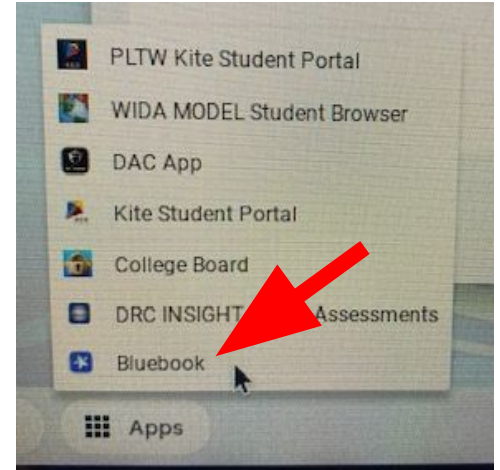 PLTW Kite Student Portal
WIDA MODEL Student Browser
DAC App
Kite Student Portal
College Board
DRC INSIGHT Assessments
Bluebook
Apps